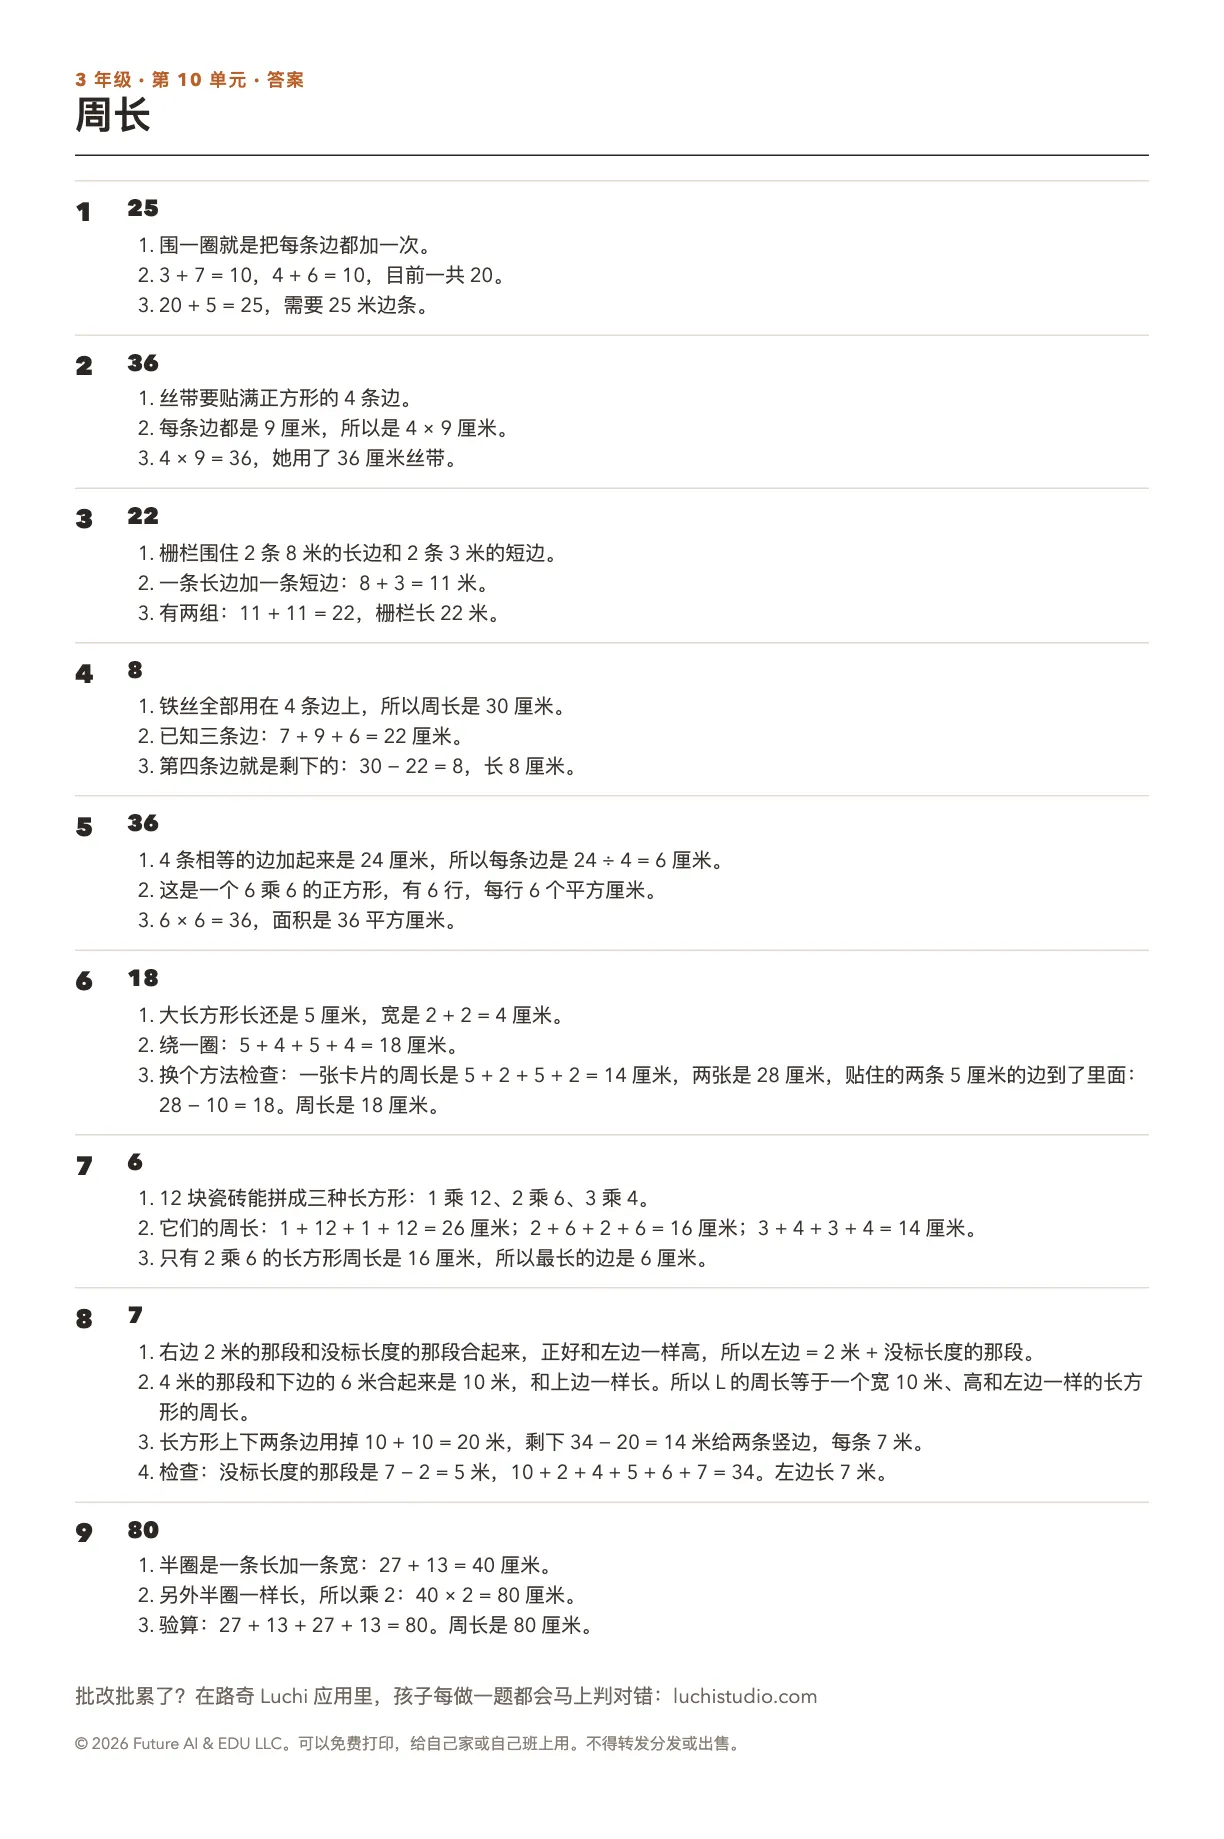 3 年级 · 第 10 单元 · 答案
周长
1
25
1. 围一圈就是把每条边都加一次。
2. 3 + 7 = 10，4 + 6 = 10，目前一共 20。
3. 20 + 5 = 25，需要 25 米边条。
2
36
1. 丝带要贴满正方形的 4 条边。
2. 每条边都是 9 厘米，所以是 4 × 9 厘米。
3. 4 × 9 = 36，她用了 36 厘米丝带。
3
22
1. 栅栏围住 2 条 8 米的长边和 2 条 3 米的短边。
2. 一条长边加一条短边：8 + 3 = 11 米。
3. 有两组：11 + 11 = 22，栅栏长 22 米。
4
8
1. 铁丝全部用在 4 条边上，所以周长是 30 厘米。
2. 已知三条边：7 + 9 + 6 = 22 厘米。
3. 第四条边就是剩下的：30 − 22 = 8，长 8 厘米。
5
36
1. 4 条相等的边加起来是 24 厘米，所以每条边是 24 ÷ 4 = 6 厘米。
2. 这是一个 6 乘 6 的正方形，有 6 行，每行 6 个平方厘米。
3. 6 × 6 = 36，面积是 36 平方厘米。
6
18
1. 大长方形长还是 5 厘米，宽是 2 + 2 = 4 厘米。
2. 绕一圈：5 + 4 + 5 + 4 = 18 厘米。
3. 换个方法检查：一张卡片的周长是 5 + 2 + 5 + 2 = 14 厘米，两张是 28 厘米，贴住的两条 5 厘米的边到了里面：
28 − 10 = 18。周长是 18 厘米。
7
6
1. 12 块瓷砖能拼成三种长方形：1 乘 12、2 乘 6、3 乘 4。
2. 它们的周长：1 + 12 + 1 + 12 = 26 厘米；2 + 6 + 2 + 6 = 16 厘米；3 + 4 + 3 + 4 = 14 厘米。
3. 只有 2 乘 6 的长方形周长是 16 厘米，所以最长的边是 6 厘米。
8
7
1. 右边 2 米的那段和没标长度的那段合起来，正好和左边一样高，所以左边 = 2 米 + 没标长度的那段。
2. 4 米的那段和下边的 6 米合起来是 10 米，和上边一样长。所以 L 的周长等于一个宽 10 米、高和左边一样的长方
形的周长。
3. 长方形上下两条边用掉 10 + 10 = 20 米，剩下 34 − 20 = 14 米给两条竖边，每条 7 米。
4. 检查：没标长度的那段是 7 − 2 = 5 米，10 + 2 + 4 + 5 + 6 + 7 = 34。左边长 7 米。
9
80
1. 半圈是一条长加一条宽：27 + 13 = 40 厘米。
2. 另外半圈一样长，所以乘 2：40 × 2 = 80 厘米。
3. 验算：27 + 13 + 27 + 13 = 80。周长是 80 厘米。
批改批累了？在路奇 Luchi 应用里，孩子每做一题都会马上判对错：luchistudio.com
© 2026 Future AI & EDU LLC。可以免费打印，给自己家或自己班上用。不得转发分发或出售。